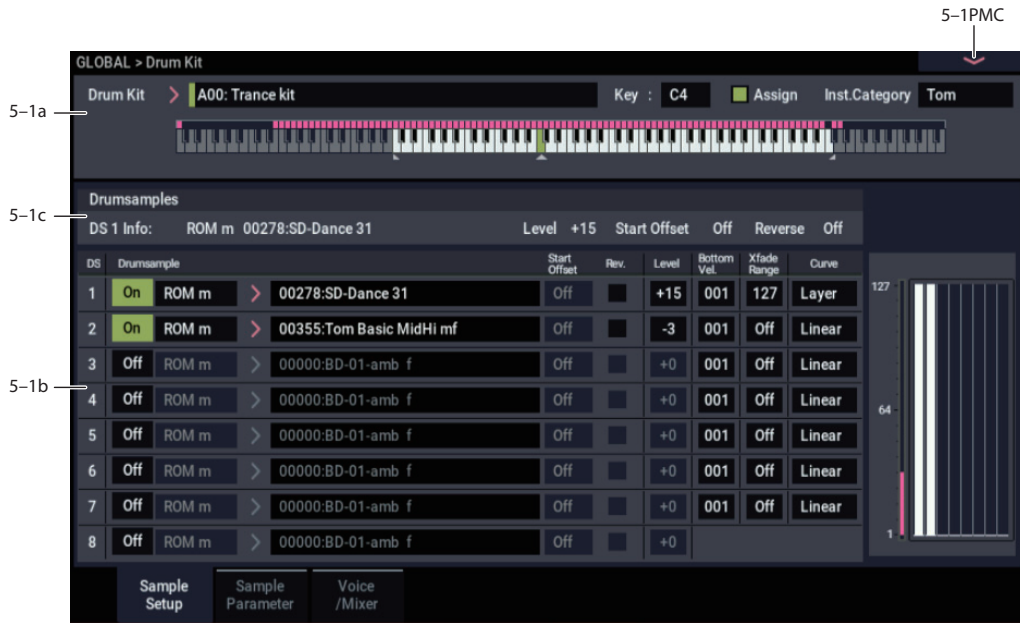 5–1PMC
GLOBAL > Drum Kit
Drum Kit A00: Trance kit Key : C4 Assign Inst.Category Tom
5–1a
Drumsamples
5–1c
DS 1 Info: ROM m 00278:SD-Dance 31 Level +15 Start Offset Off Reverse Off
DS Drumsample Start Offset Rev. Level Bottom Vel. Xfade Range Curve
1 On ROM m 00278:SD-Dance 31 Off +15 001 127 Layer
2 On ROM m 00355:Tom Basic MidHi mf Off -3 001 Off Linear
3 Off ROM m 00000:BD-01-amb f Off +0 001 Off Linear
5–1b
4 Off ROM m 00000:BD-01-amb f Off +0 001 Off Linear
5 Off ROM m 00000:BD-01-amb f Off +0 001 Off Linear
6 Off ROM m 00000:BD-01-amb f Off +0 001 Off Linear
7 Off ROM m 00000:BD-01-amb f Off +0 001 Off Linear
8 Off ROM m 00000:BD-01-amb f Off +0
127
64
1
Sample Setup
Sample Parameter
Voice /Mixer